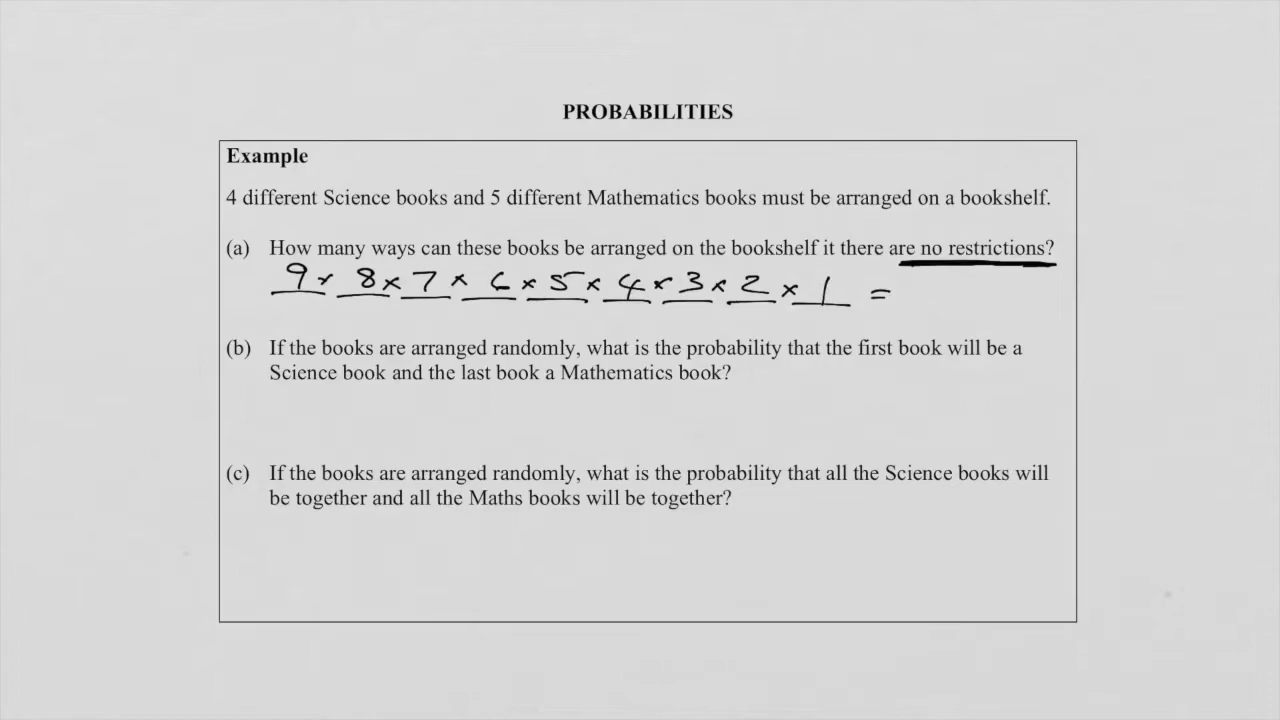 PROBABILITIES
Example
4 different Science books and 5 different Mathematics books must be arranged on a bookshelf.
(a) How many ways can these books be arranged on the bookshelf it there are no restrictions?
9 × 8 × 7 × 6 × 5 × 4 × 3 × 2 × 1 =
(b) If the books are arranged randomly, what is the probability that the first book will be a
Science book and the last book a Mathematics book?
(c) If the books are arranged randomly, what is the probability that all the Science books will
be together and all the Maths books will be together?